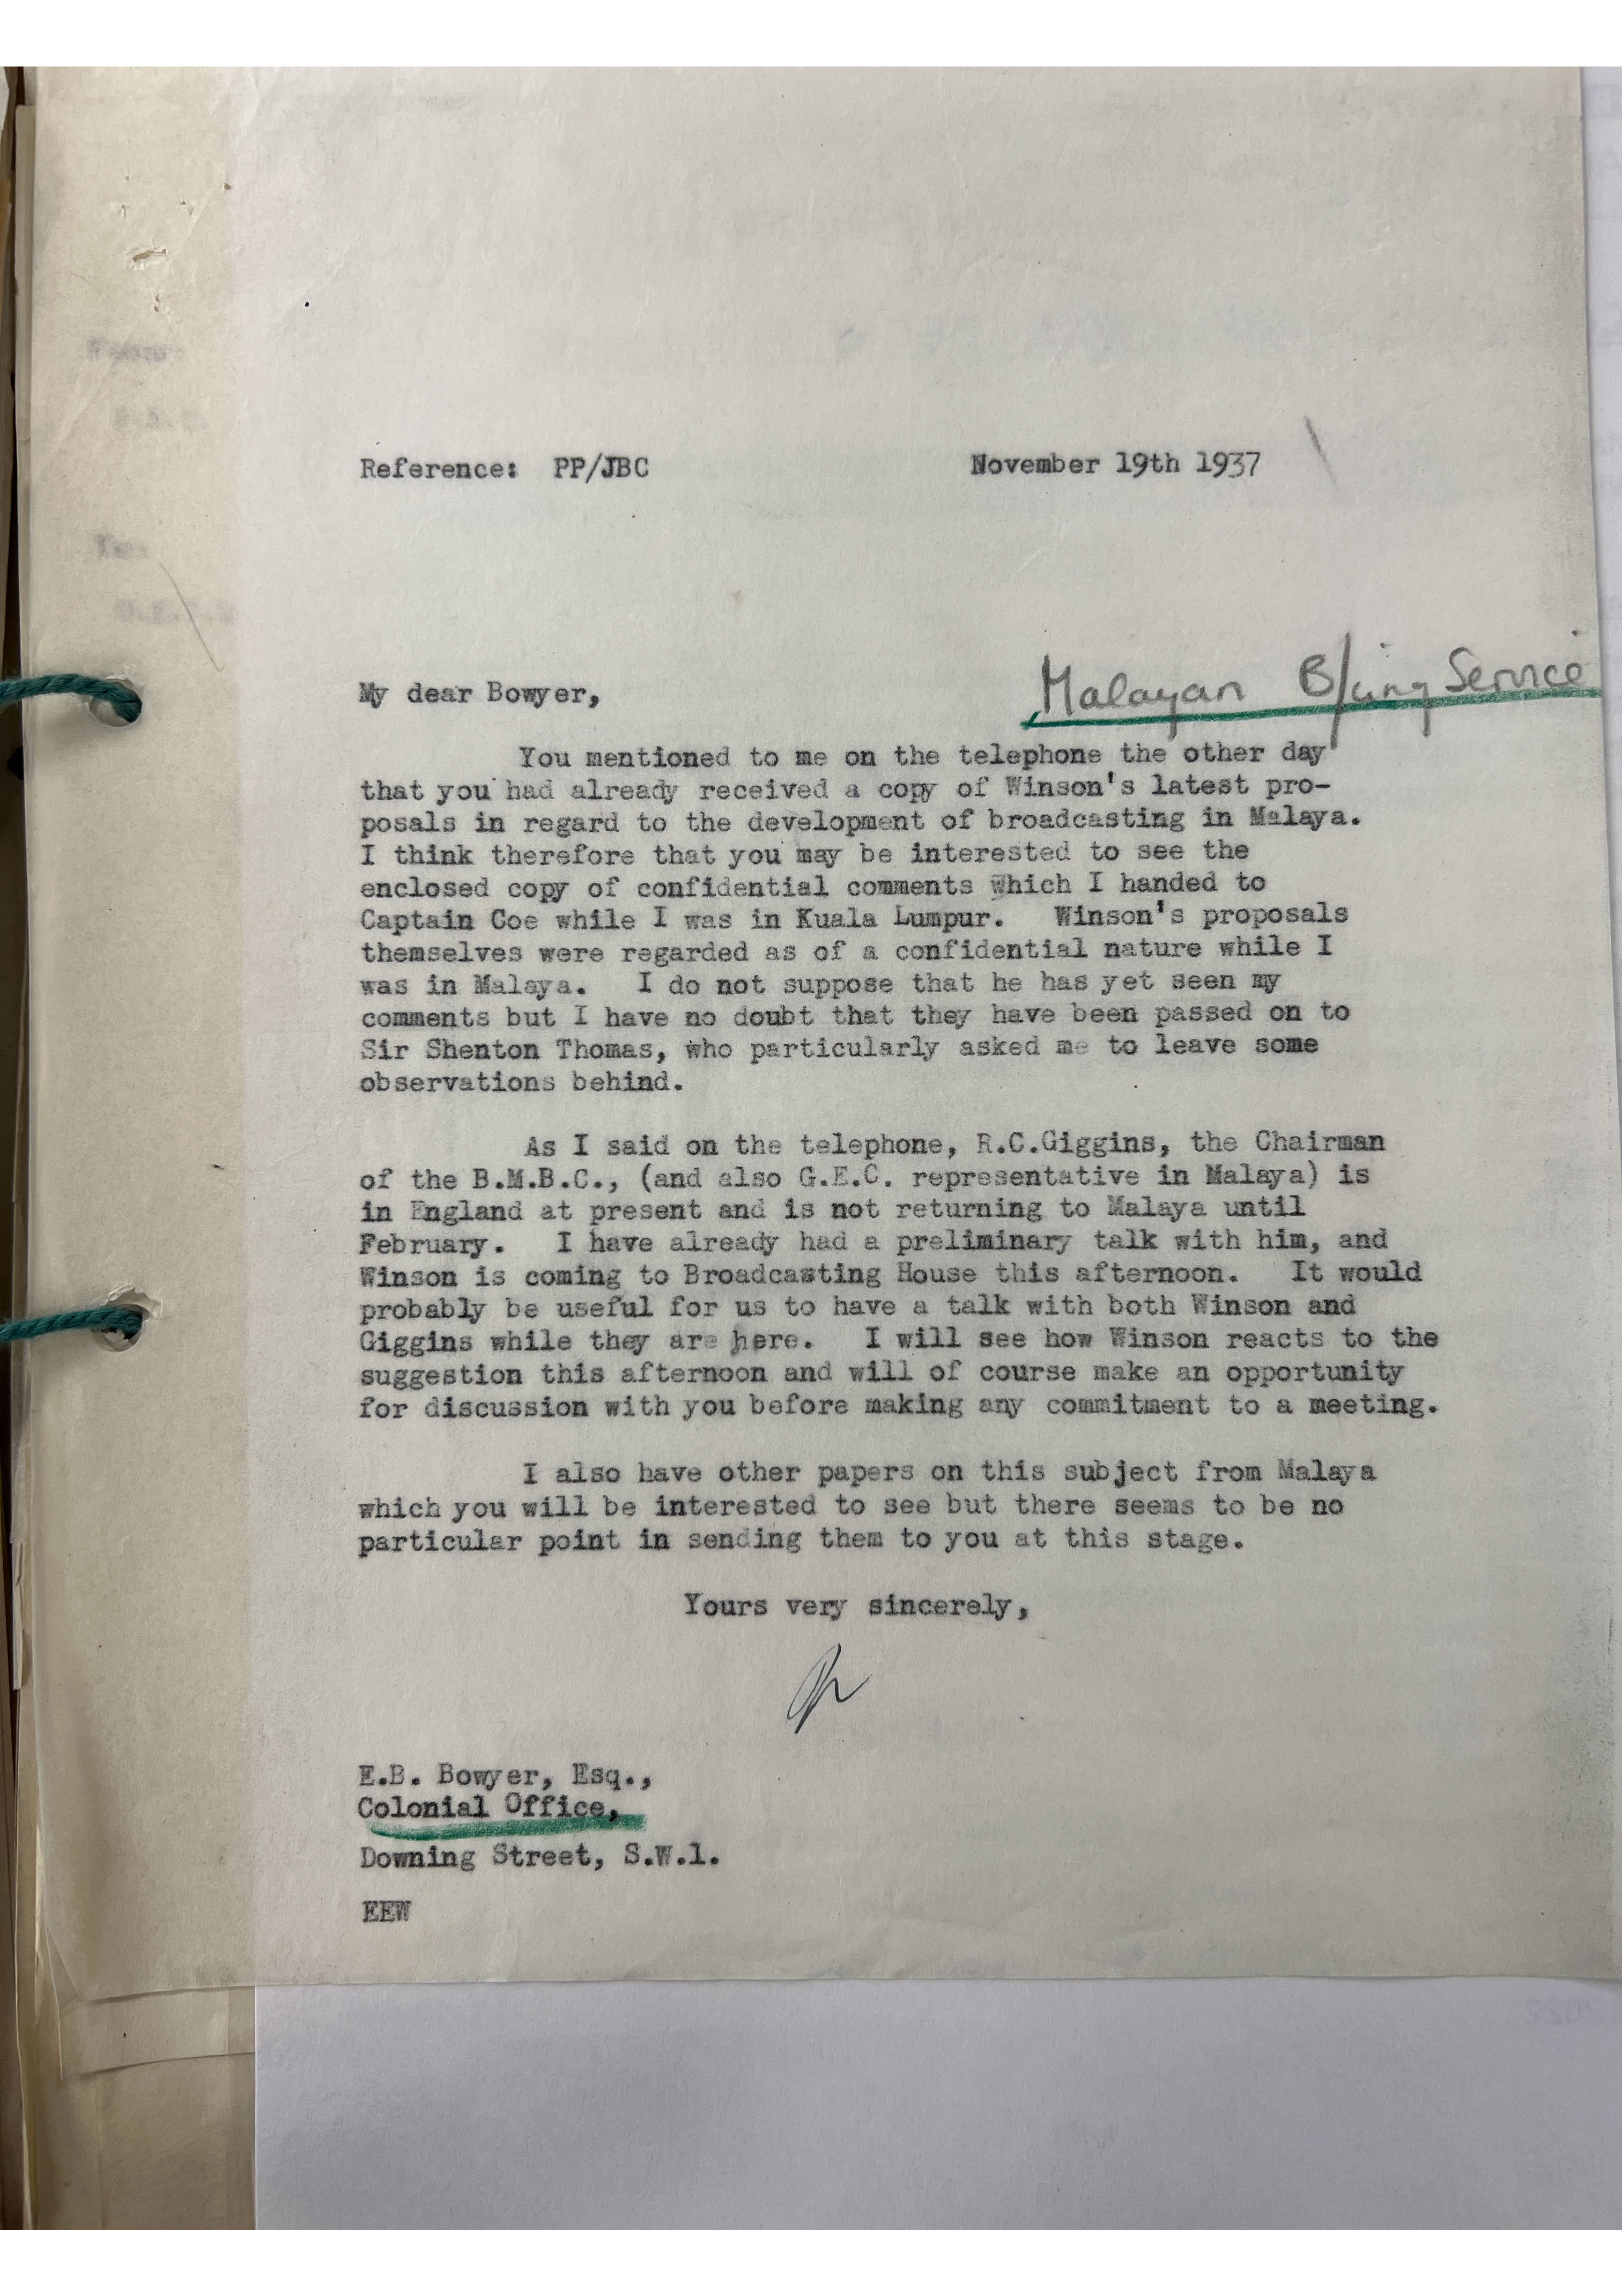 Reference: PP/JBC
November 19th 1937
Malayan B/ing Service
My dear Bowyer,
You mentioned to me on the telephone the other day
that you had already received a copy of Winson's latest pro-
posals in regard to the development of broadcasting in Malaya.
I think therefore that you may be interested to see the
enclosed copy of confidential comments which I handed to
Captain Coe while I was in Kuala Lumpur. Winson's proposals
themselves were regarded as of a confidential nature while I
was in Malaya. I do not suppose that he has yet seen my
comments but I have no doubt that they have been passed on to
Sir Shenton Thomas, who particularly asked me to leave some
observations behind.
As I said on the telephone, R.C.Giggins, the Chairman
of the B.M.B.C., (and also G.E.C. representative in Malaya) is
in England at present and is not returning to Malaya until
February. I have already had a preliminary talk with him, and
Winson is coming to Broadcasting House this afternoon. It would
probably be useful for us to have a talk with both Winson and
Giggins while they are here. I will see how Winson reacts to the
suggestion this afternoon and will of course make an opportunity
for discussion with you before making any commitment to a meeting.
I also have other papers on this subject from Malaya
which you will be interested to see but there seems to be no
particular point in sending them to you at this stage.
Yours very sincerely,
E.B. Bowyer, Esq.,
Colonial Office,
Downing Street, S.W.1.
EEW